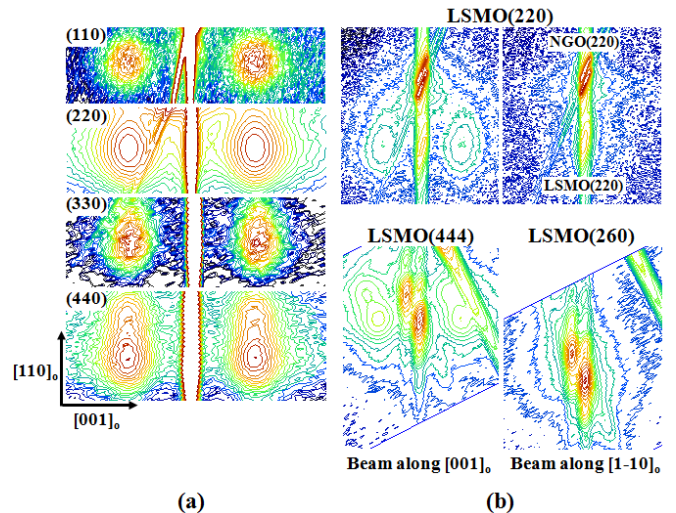 (110)
(220)
(330)
(440)
[110]ₒ
[001]ₒ
(a)
LSMO(220)
NGO(220)
LSMO(220)
LSMO(444)
LSMO(260)
Beam along [001]ₒ
Beam along [1-10]ₒ
(b)